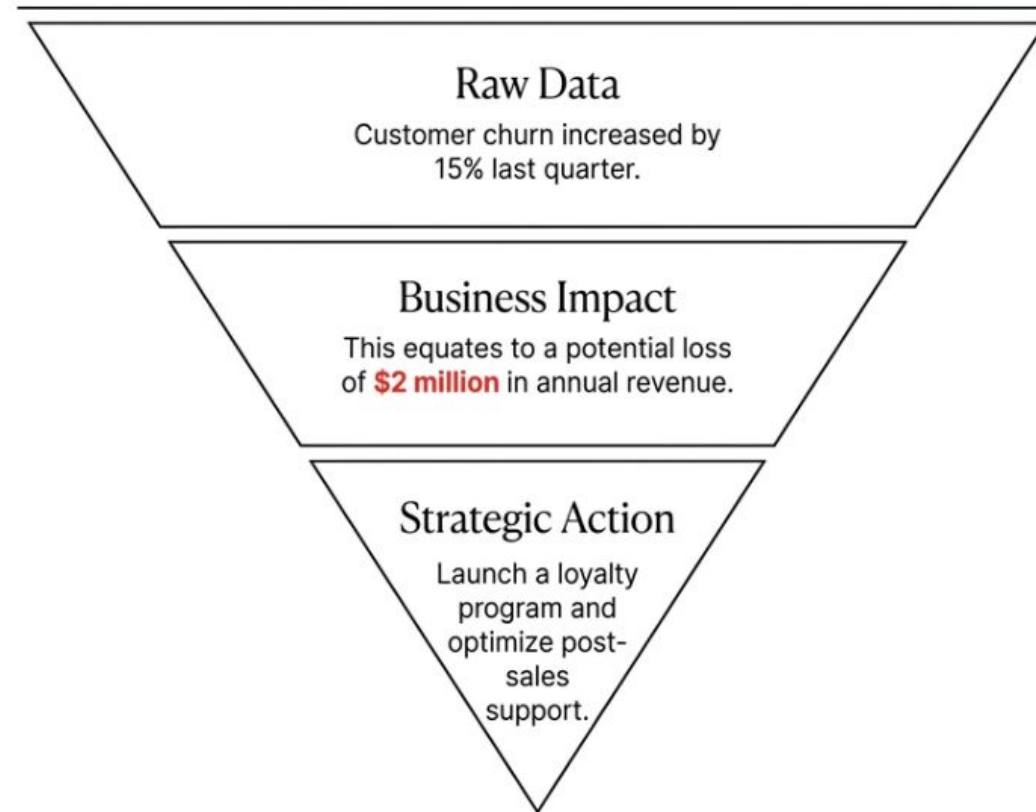 Raw Data
Customer churn increased by
15% last quarter.
Business Impact
This equates to a potential loss
of $2 million in annual revenue.
Strategic Action
Launch a loyalty
program and
optimize post-
sales
support.